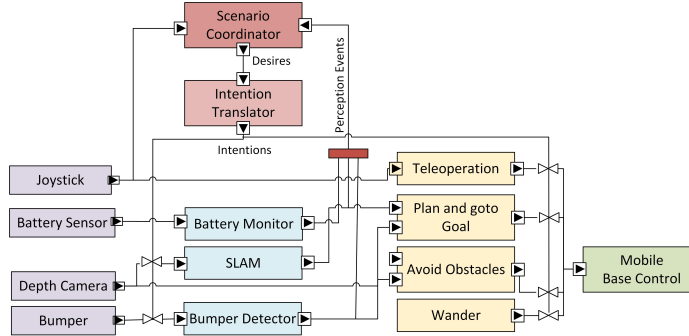 Scenario
Coordinator
Desires
Perception Events
Intention
Translator
Intentions
Joystick
Teleoperation
Battery Sensor
Battery Monitor
Plan and goto
Goal
SLAM
Avoid Obstacles
Mobile
Base Control
Depth Camera
Bumper
Bumper Detector
Wander